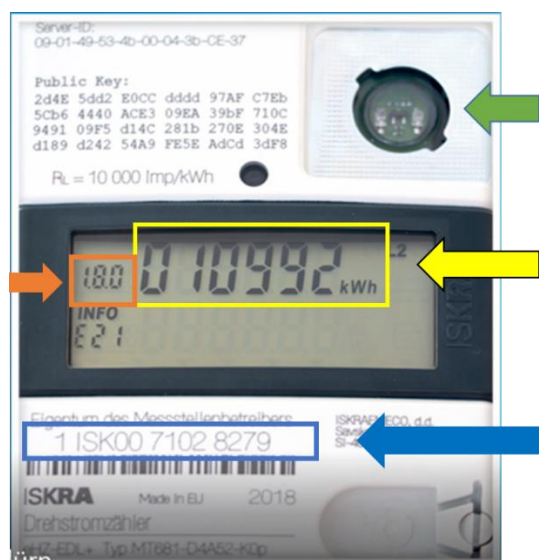 Server-ID:
09-01-49-53-4b-00-04-3b-CE-37
Public Key:
2d4E 5dd2 E0CC dddd 97AF C7Eb
5Cb6 4440 ACE3 09EA 39bF 710C
9491 09F5 d14C 281b 270E 304E
d189 d242 54A9 FE5E AdCd 3dF8
RL = 10 000 Imp/kWh
1.8.0 010992 kWh L2
INFO
E21
ISKRA
Eigentum des Messstellenbetreibers
1 ISK00 7102 8279
ISKRAEMECO, d.d.
ISKRA Made in EU 2018
Drehstromzähler
MT681-D4A52-K0p